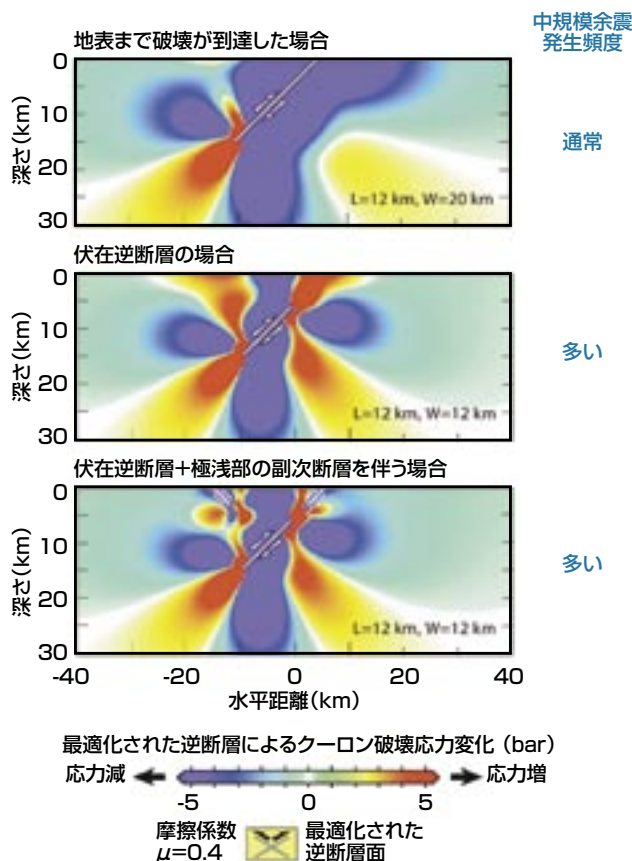 中規模余震
発生頻度
地表まで破壊が到達した場合
0
10
20
30
深さ(km)
L=12 km, W=20 km
通常
伏在逆断層の場合
0
10
20
30
深さ(km)
L=12 km, W=12 km
多い
伏在逆断層+極浅部の副次断層を伴う場合
0
10
20
30
深さ(km)
L=12 km, W=12 km
多い
-40 -20 0 20 40
水平距離(km)
最適化された逆断層によるクーロン破壊応力変化 (bar)
応力減 応力増
-5 0 5
摩擦係数
μ=0.4
最適化された
逆断層面